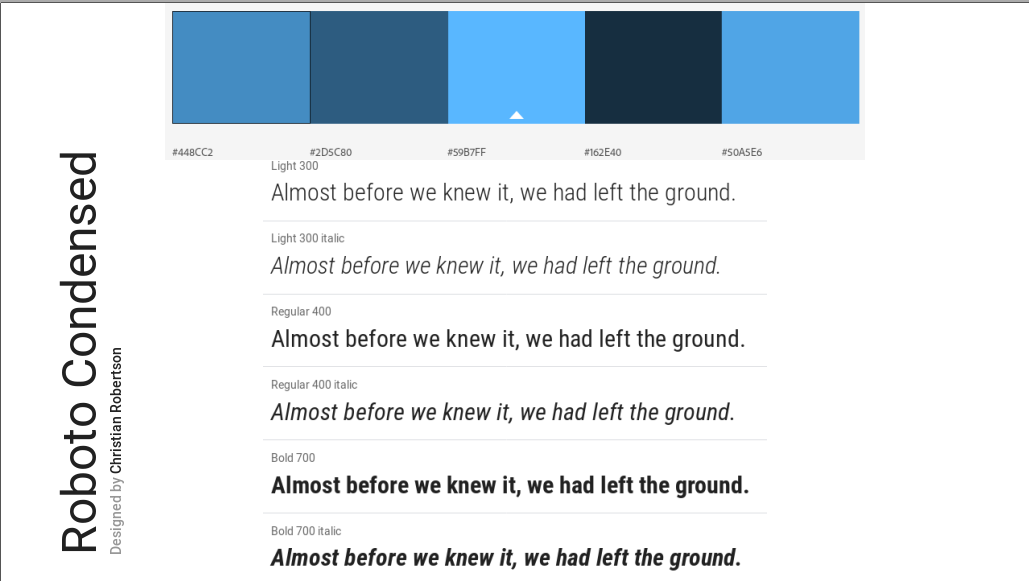 #448CC2 #2D5C80 #59B7FF #162E40 #50A5E6
Roboto Condensed
Designed by Christian Robertson
Light 300
Almost before we knew it, we had left the ground.
Light 300 italic
Almost before we knew it, we had left the ground.
Regular 400
Almost before we knew it, we had left the ground.
Regular 400 italic
Almost before we knew it, we had left the ground.
Bold 700
Almost before we knew it, we had left the ground.
Bold 700 italic
Almost before we knew it, we had left the ground.